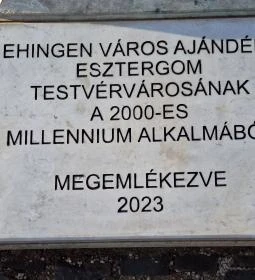 EHINGEN VÁROS AJÁNDÉ
ESZTERGOM
TESTVÉRVÁROSÁNAK
A 2000-ES
MILLENNIUM ALKALMÁBÓ
MEGEMLÉKEZVE
2023